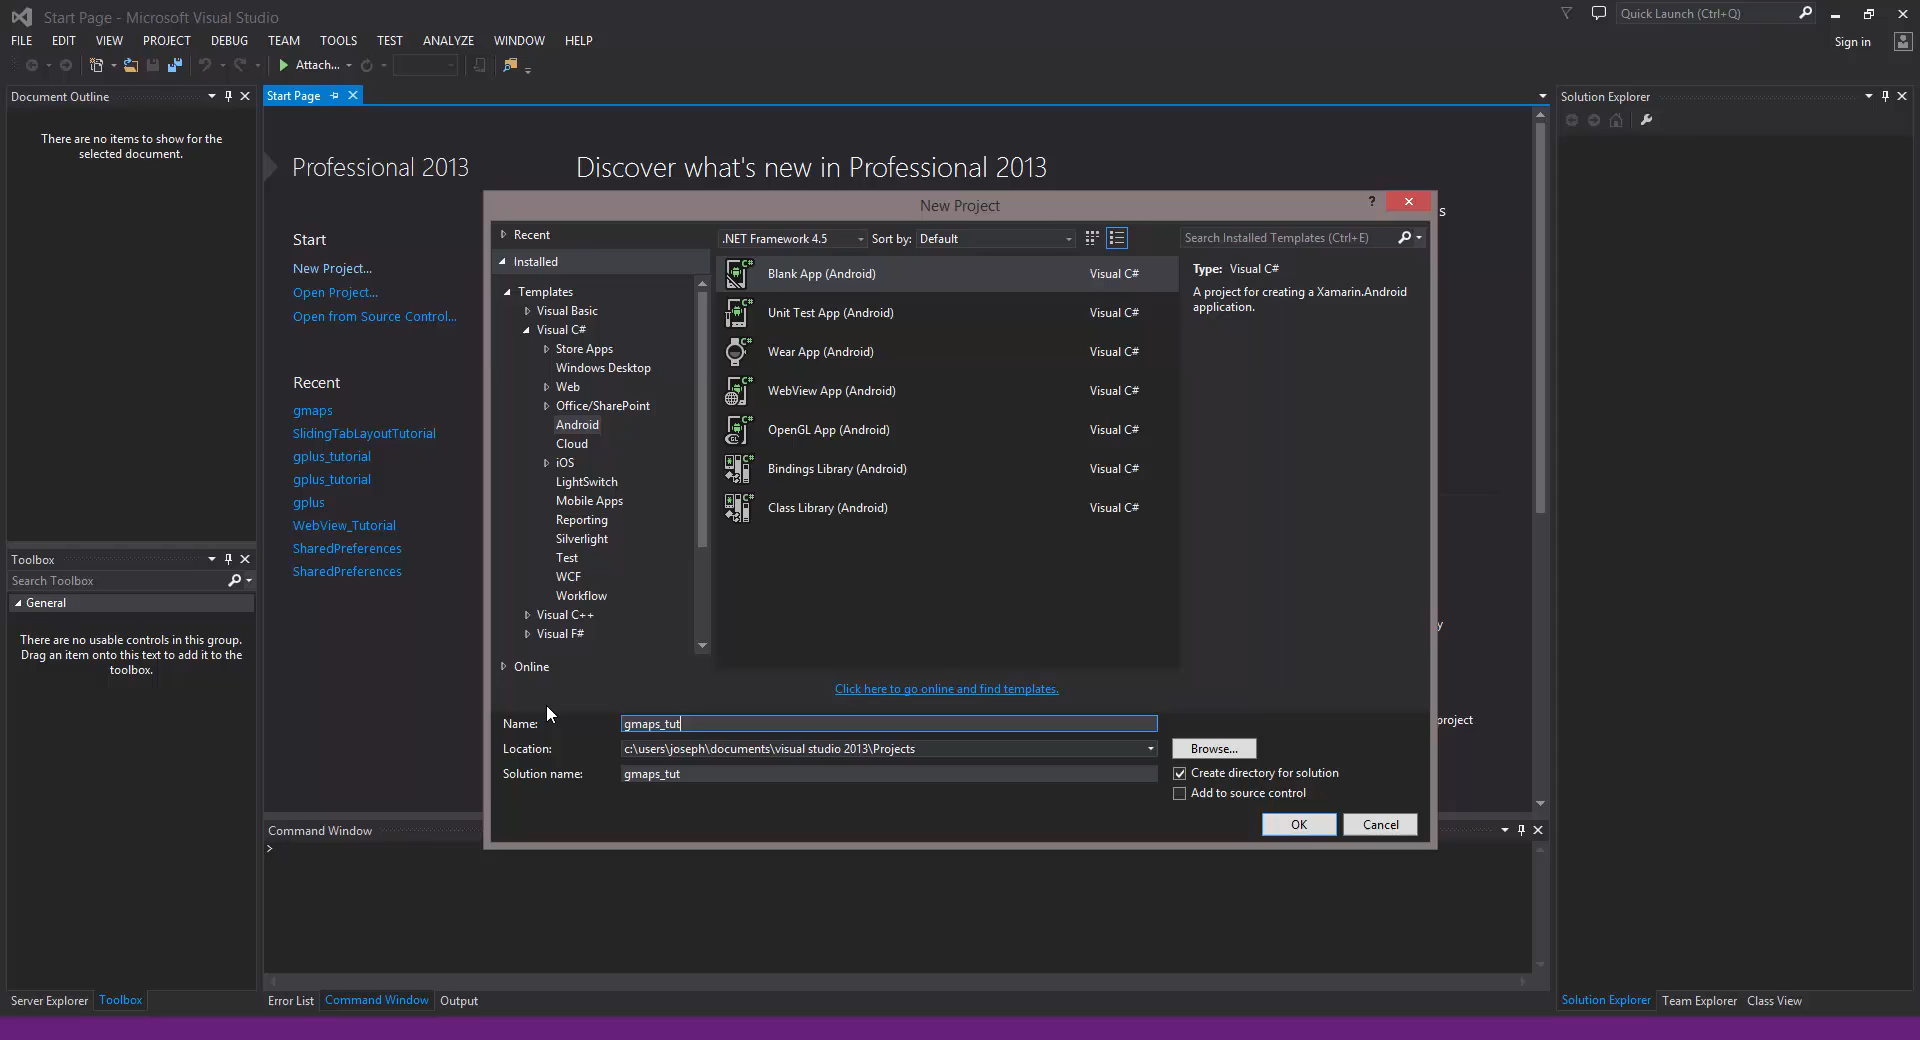 Start Page - Microsoft Visual Studio
Quick Launch (Ctrl+Q)
FILE EDIT VIEW PROJECT DEBUG TEAM TOOLS TEST ANALYZE WINDOW HELP
Sign in
Attach...
Document Outline
Start Page
Solution Explorer
There are no items to show for the
selected document.
Professional 2013
Discover what's new in Professional 2013
New Project
?
s
Start
New Project...
Open Project...
Open from Source Control...
Recent
gmaps
SlidingTabLayoutTutorial
gplus_tutorial
gplus_tutorial
gplus
WebView_Tutorial
SharedPreferences
SharedPreferences
Recent
Installed
Templates
Visual Basic
Visual C#
Store Apps
Windows Desktop
Web
Office/SharePoint
Android
Cloud
iOS
LightSwitch
Mobile Apps
Reporting
Silverlight
Test
WCF
Workflow
Visual C++
Visual F#
Online
.NET Framework 4.5
Sort by: Default
Search Installed Templates (Ctrl+E)
Blank App (Android) Visual C#
Unit Test App (Android) Visual C#
Wear App (Android) Visual C#
WebView App (Android) Visual C#
OpenGL App (Android) Visual C#
Bindings Library (Android) Visual C#
Class Library (Android) Visual C#
Type: Visual C#
A project for creating a Xamarin.Android
application.
Click here to go online and find templates.
y
project
Name: gmaps_tut
Location: c:\users\joseph\documents\visual studio 2013\Projects
Browse...
Solution name: gmaps_tut
Create directory for solution
Add to source control
OK Cancel
Toolbox
Search Toolbox
General
There are no usable controls in this group.
Drag an item onto this text to add it to the
toolbox.
Command Window
>
Server Explorer Toolbox
Error List Command Window Output
Solution Explorer Team Explorer Class View